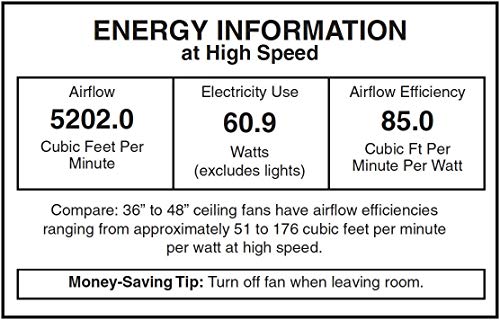 ENERGY INFORMATION
at High Speed
Airflow
5202.0
Cubic Feet Per
Minute
Electricity Use
60.9
Watts
(excludes lights)
Airflow Efficiency
85.0
Cubic Ft Per
Minute Per Watt
Compare: 36” to 48” ceiling fans have airflow efficiencies
ranging from approximately 51 to 176 cubic feet per minute
per watt at high speed.
Money-Saving Tip: Turn off fan when leaving room.